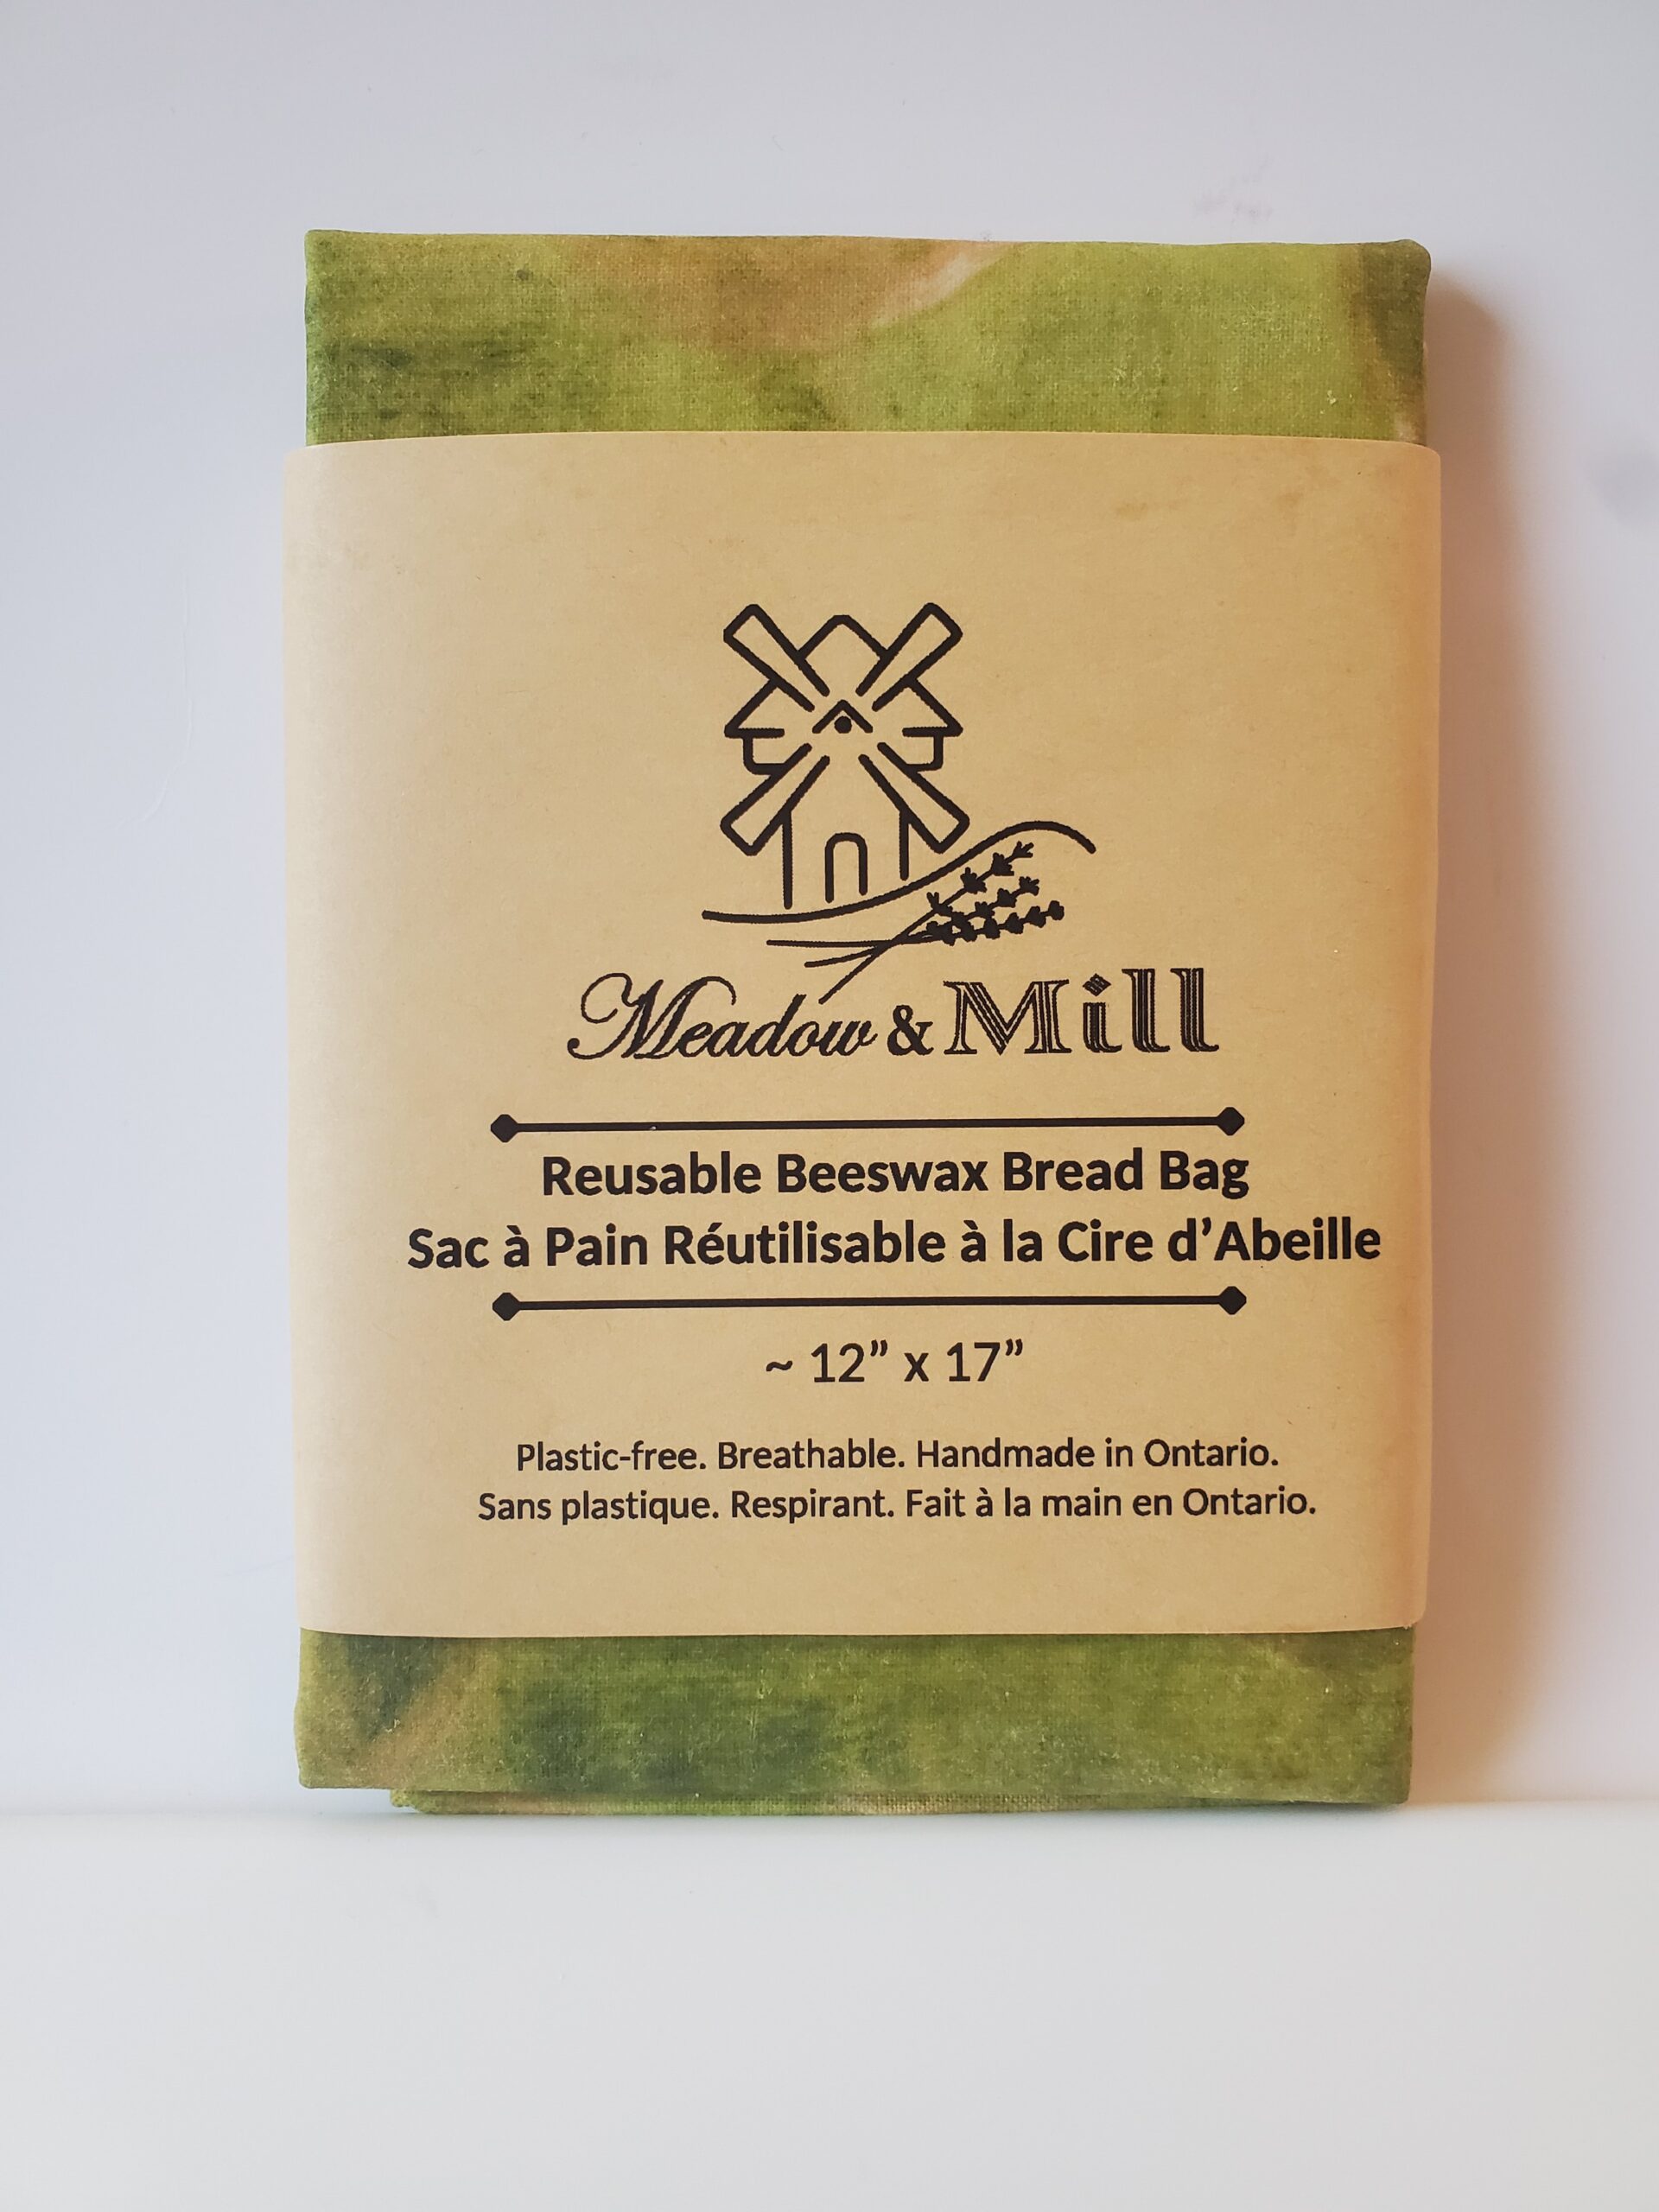 Meadow & Mill
Reusable Beeswax Bread Bag
Sac à Pain Réutilisable à la Cire d’Abeille
~ 12” x 17”
Plastic-free. Breathable. Handmade in Ontario.
Sans plastique. Respirant. Fait à la main en Ontario.